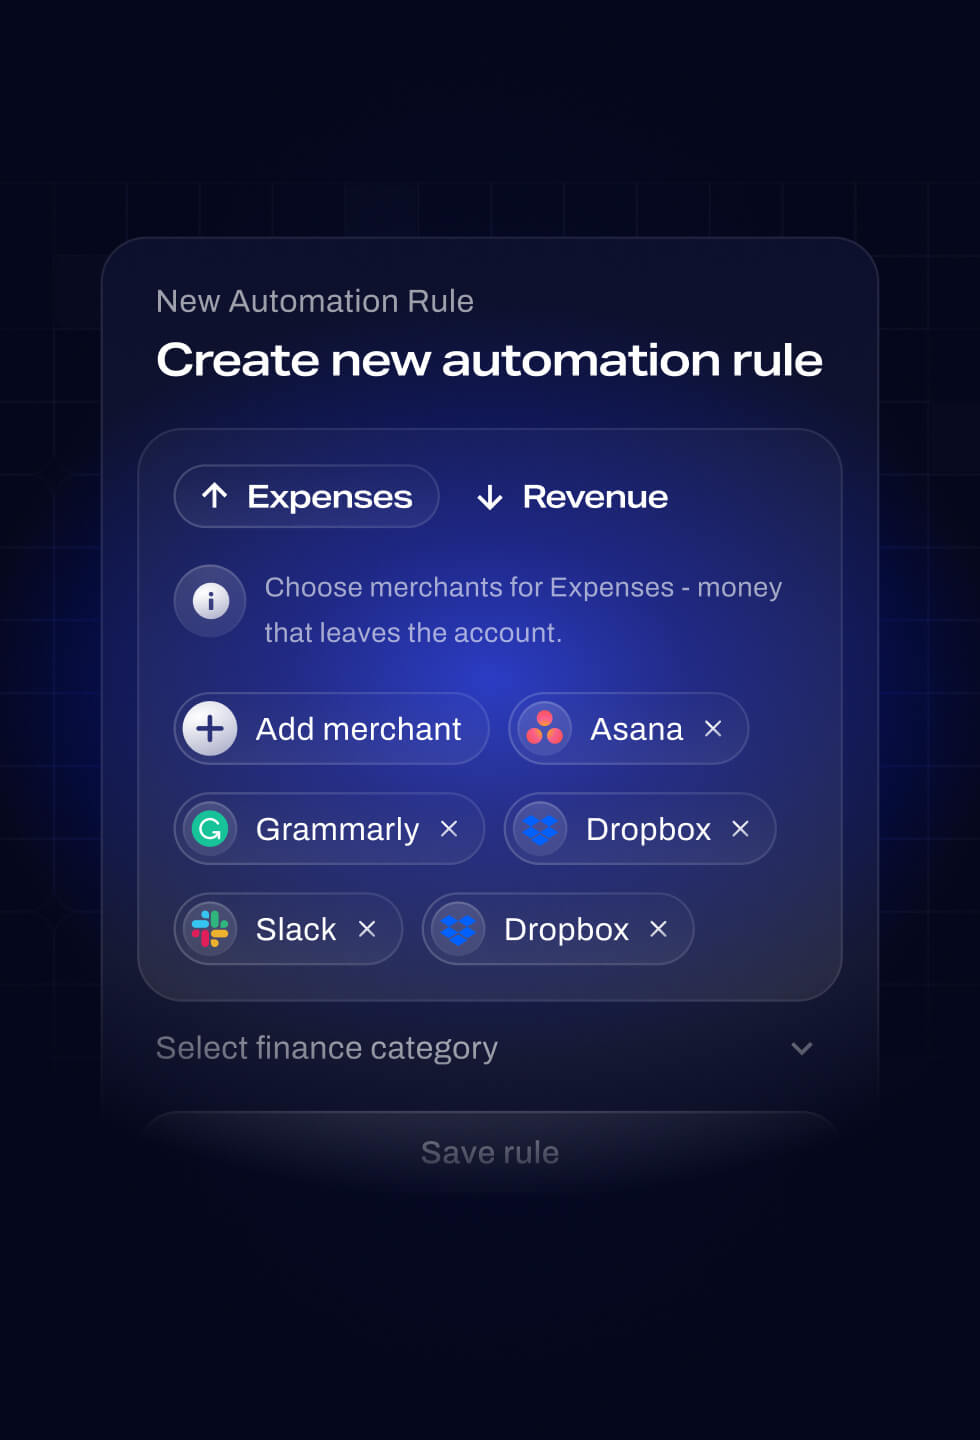 New Automation Rule
Create new automation rule
Expenses
Revenue
Choose merchants for Expenses - money
that leaves the account.
Add merchant
Asana
Grammarly
Dropbox
Slack
Dropbox
Select finance category
Save rule